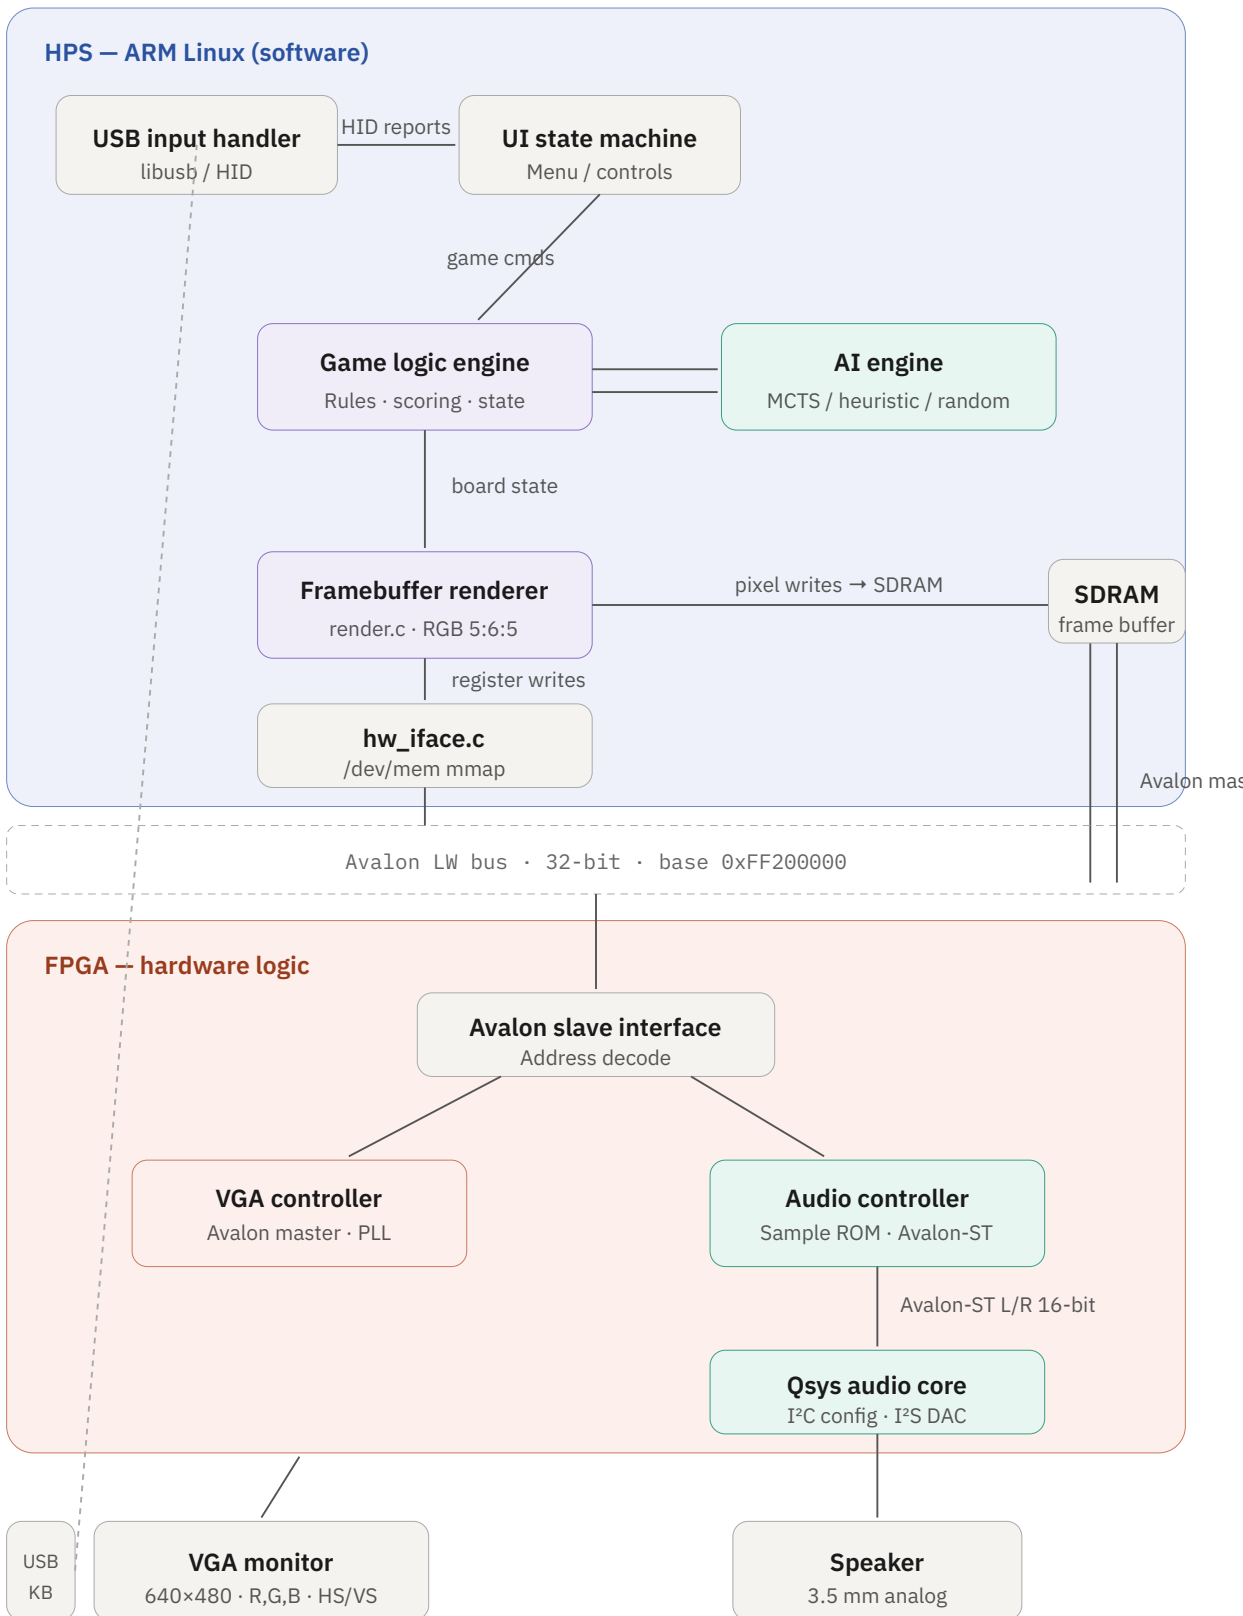 HPS — ARM Linux (software)
USB input handler
libusb / HID
HID reports
UI state machine
Menu / controls
game cmds
Game logic engine
Rules · scoring · state
AI engine
MCTS / heuristic / random
board state
Framebuffer renderer
render.c · RGB 5:6:5
pixel writes → SDRAM
SDRAM
frame buffer
register writes
hw_iface.c
/dev/mem mmap
Avalon mas
Avalon LW bus · 32-bit · base 0xFF200000
FPGA — hardware logic
Avalon slave interface
Address decode
VGA controller
Avalon master · PLL
Audio controller
Sample ROM · Avalon-ST
Avalon-ST L/R 16-bit
Qsys audio core
I²C config · I²S DAC
USB
KB
VGA monitor
640×480 · R,G,B · HS/VS
Speaker
3.5 mm analog